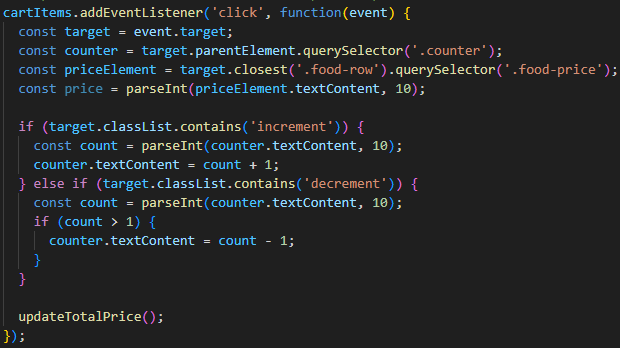 cartItems.addEventListener('click', function(event) {
  const target = event.target;
  const counter = target.parentElement.querySelector('.counter');
  const priceElement = target.closest('.food-row').querySelector('.food-price');
  const price = parseInt(priceElement.textContent, 10);

  if (target.classList.contains('increment')) {
    const count = parseInt(counter.textContent, 10);
    counter.textContent = count + 1;
  } else if (target.classList.contains('decrement')) {
    const count = parseInt(counter.textContent, 10);
    if (count > 1) {
      counter.textContent = count - 1;
    }
  }

  updateTotalPrice();
});